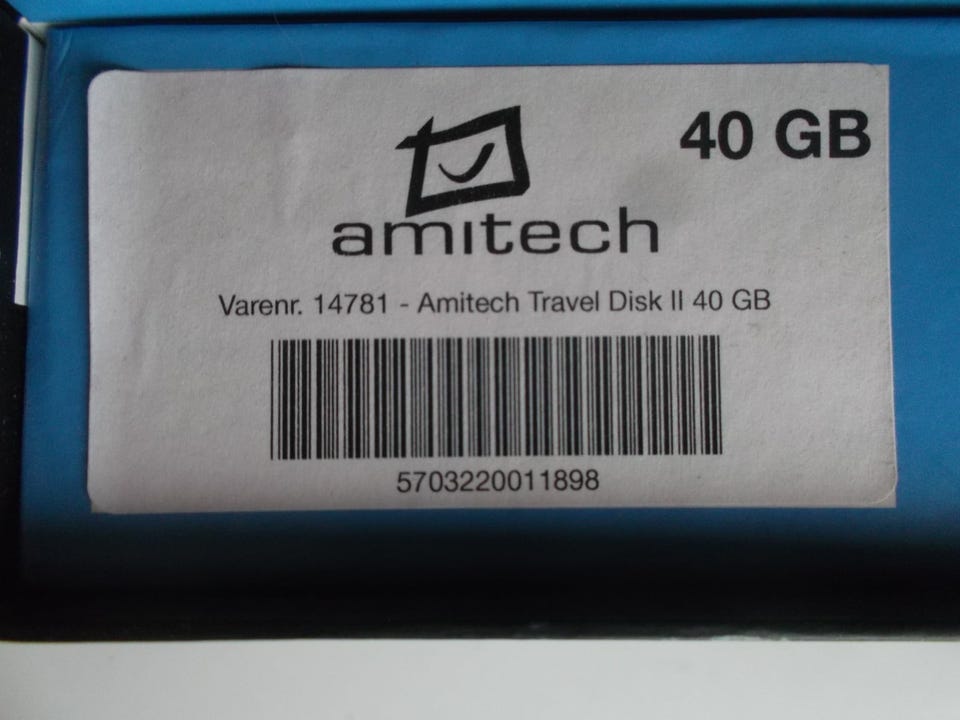 40 GB
amitech
Varenr. 14781 - Amitech Travel Disk II 40 GB
5703220011898